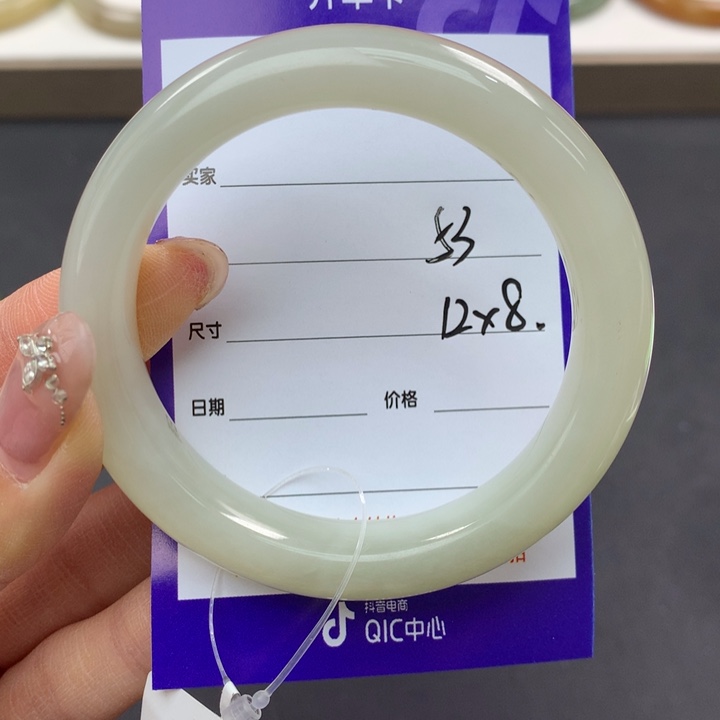 买家
53
尺寸 12x8.
日期 价格
抖音电商
QIC中心